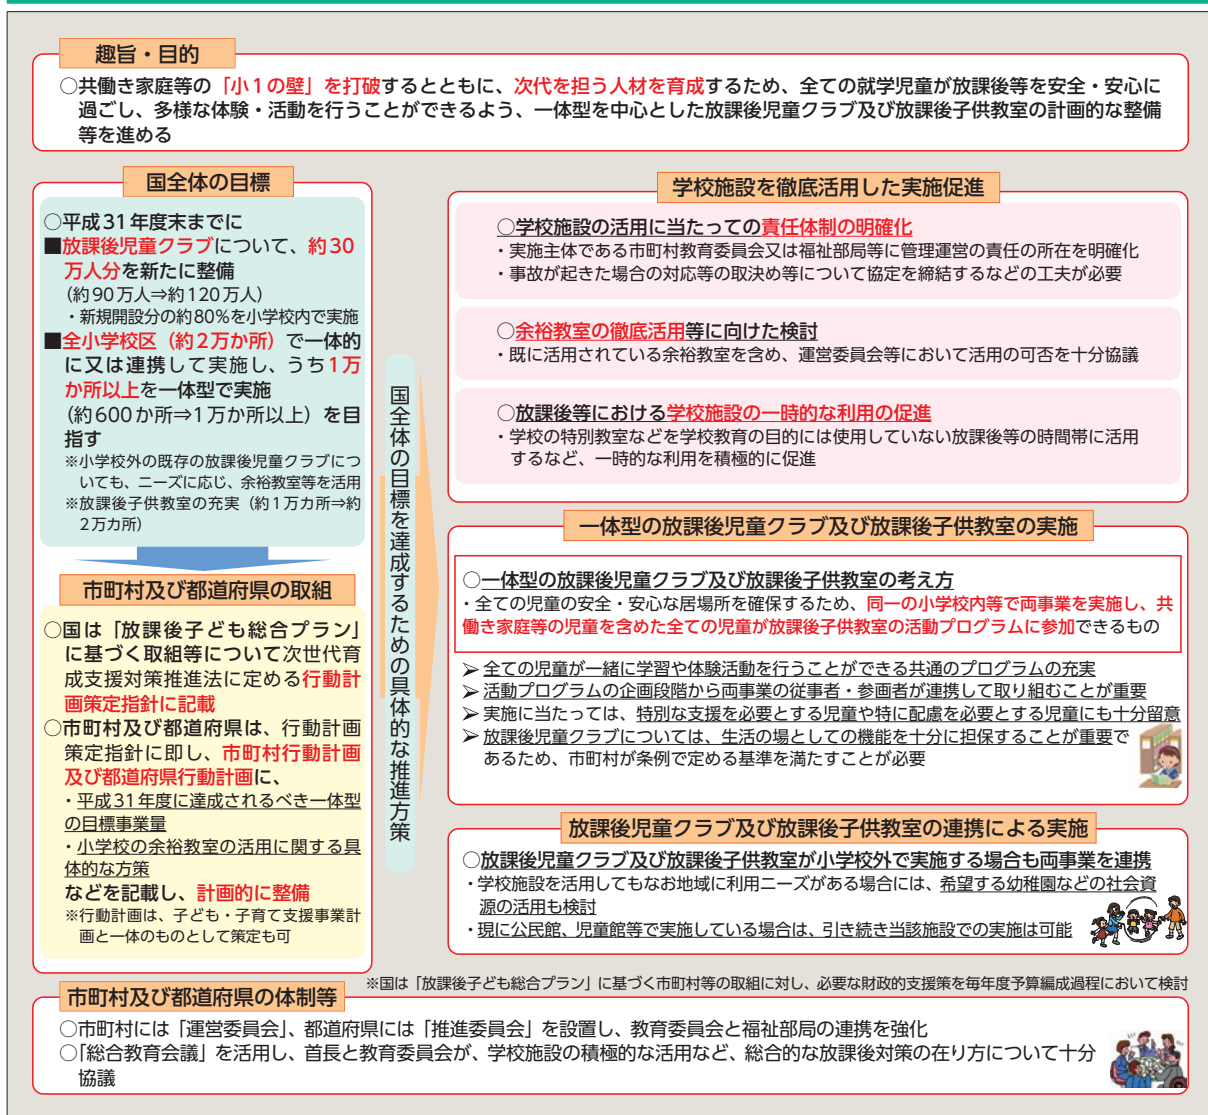 趣旨・目的
○共働き家庭等の「小１の壁」を打破するとともに、次代を担う人材を育成するため、全ての就学児童が放課後等を安全・安心に
過ごし、多様な体験・活動を行うことができるよう、一体型を中心とした放課後児童クラブ及び放課後子供教室の計画的な整備
等を進める
国全体の目標
○平成31年度末までに
■放課後児童クラブについて、約30
万人分を新たに整備
（約90万人⇒約120万人）
・新規開設分の約80％を小学校内で実施
■全小学校区（約２万か所）で一体的
に又は連携して実施し、うち１万
か所以上を一体型で実施
（約600か所⇒１万か所以上）を目
指す
※小学校外の既存の放課後児童クラブにつ
いても、ニーズに応じ、余裕教室等を活用
※放課後子供教室の充実（約１万カ所⇒約
２万カ所）
市町村及び都道府県の取組
○国は「放課後子ども総合プラン」
に基づく取組等について次世代育
成支援対策推進法に定める行動計
画策定指針に記載
○市町村及び都道府県は、行動計画
策定指針に即し、市町村行動計画
及び都道府県行動計画に、
・平成31年度に達成されるべき一体型
の目標事業量
・小学校の余裕教室の活用に関する具
体的な方策
などを記載し、計画的に整備
※行動計画は、子ども・子育て支援事業計
画と一体のものとして策定も可
国全体の目標を達成するための具体的な推進方策
学校施設を徹底活用した実施促進
○学校施設の活用に当たっての責任体制の明確化
・実施主体である市町村教育委員会又は福祉部局等に管理運営の責任の所在を明確化
・事故が起きた場合の対応等の取決め等について協定を締結するなどの工夫が必要
○余裕教室の徹底活用等に向けた検討
・既に活用されている余裕教室を含め、運営委員会等において活用の可否を十分協議
○放課後等における学校施設の一時的な利用の促進
・学校の特別教室などを学校教育の目的には使用していない放課後等の時間帯に活用
するなど、一時的な利用を積極的に促進
一体型の放課後児童クラブ及び放課後子供教室の実施
○一体型の放課後児童クラブ及び放課後子供教室の考え方
・全ての児童の安全・安心な居場所を確保するため、同一の小学校内等で両事業を実施し、共
働き家庭等の児童を含めた全ての児童が放課後子供教室の活動プログラムに参加できるもの
➢ 全ての児童が一緒に学習や体験活動を行うことができる共通のプログラムの充実
➢ 活動プログラムの企画段階から両事業の従事者・参画者が連携して取り組むことが重要
➢ 実施に当たっては、特別な支援を必要とする児童や特に配慮を必要とする児童にも十分留意
➢ 放課後児童クラブについては、生活の場としての機能を十分に担保することが重要で
あるため、市町村が条例で定める基準を満たすことが必要
放課後児童クラブ及び放課後子供教室の連携による実施
○放課後児童クラブ及び放課後子供教室が小学校外で実施する場合も両事業を連携
・学校施設を活用してもなお地域に利用ニーズがある場合には、希望する幼稚園などの社会資
源の活用も検討
・現に公民館、児童館等で実施している場合は、引き続き当該施設での実施は可能
※国は「放課後子ども総合プラン」に基づく市町村等の取組に対し、必要な財政的支援策を毎年度予算編成過程において検討
市町村及び都道府県の体制等
○市町村には「運営委員会」、都道府県には「推進委員会」を設置し、教育委員会と福祉部局の連携を強化
○「総合教育会議」を活用し、首長と教育委員会が、学校施設の積極的な活用など、総合的な放課後対策の在り方について十分
協議